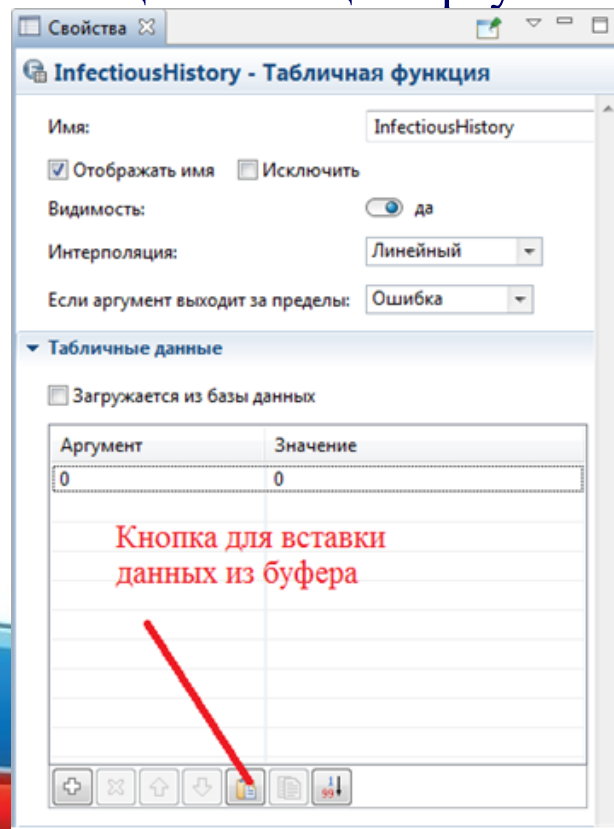 Свойства
InfectiousHistory - Табличная функция
Имя: InfectiousHistory
Отображать имя Исключить
Видимость: да
Интерполяция: Линейный
Если аргумент выходит за пределы: Ошибка
Табличные данные
Загружается из базы данных
Аргумент Значение
0 0
Кнопка для вставки
данных из буфера